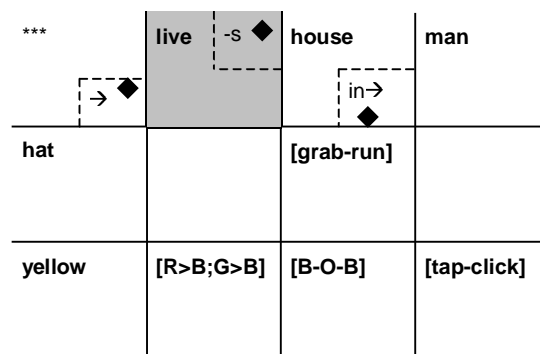 *** live -s ◆ house man
→ ◆ in→ ◆
hat [grab-run]
yellow [R>B;G>B] [B-O-B] [tap-click]